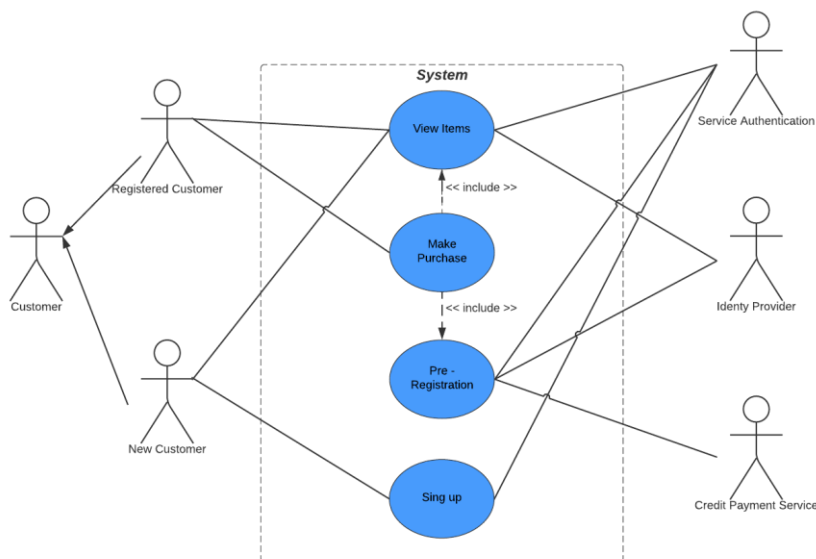 System
View Items
Service Authentication
Registered Customer
<< include >>
Make
Purchase
Customer
Identy Provider
<< include >>
Pre -
Registration
New Customer
Sing up
Credit Payment Service